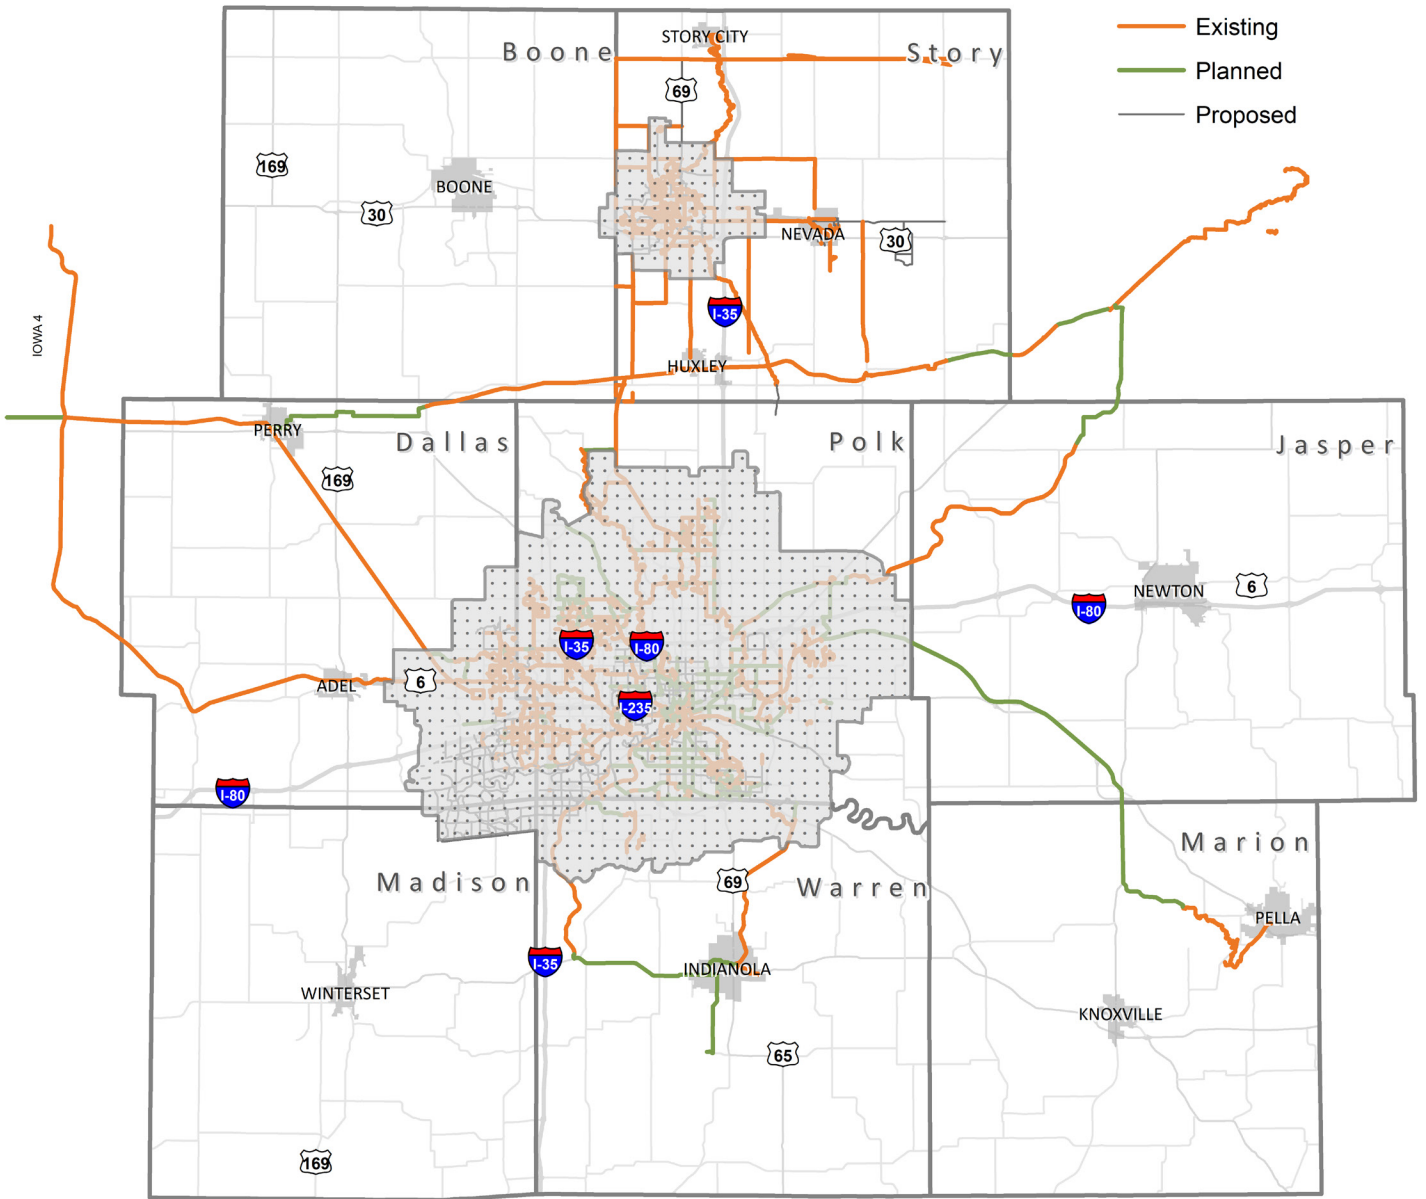 STORY CITY
Boone
Story
Existing
Planned
Proposed
69
169
BOONE
30
NEVADA
30
I-35
IOWA 4
HUXLEY
PERRY
Dallas
Polk
Jasper
169
NEWTON
6
I-80
I-35
I-80
ADEL
6
I-235
I-80
Marion
Madison
69
Warren
PELLA
I-35
INDIANOLA
WINTERSET
KNOXVILLE
65
169